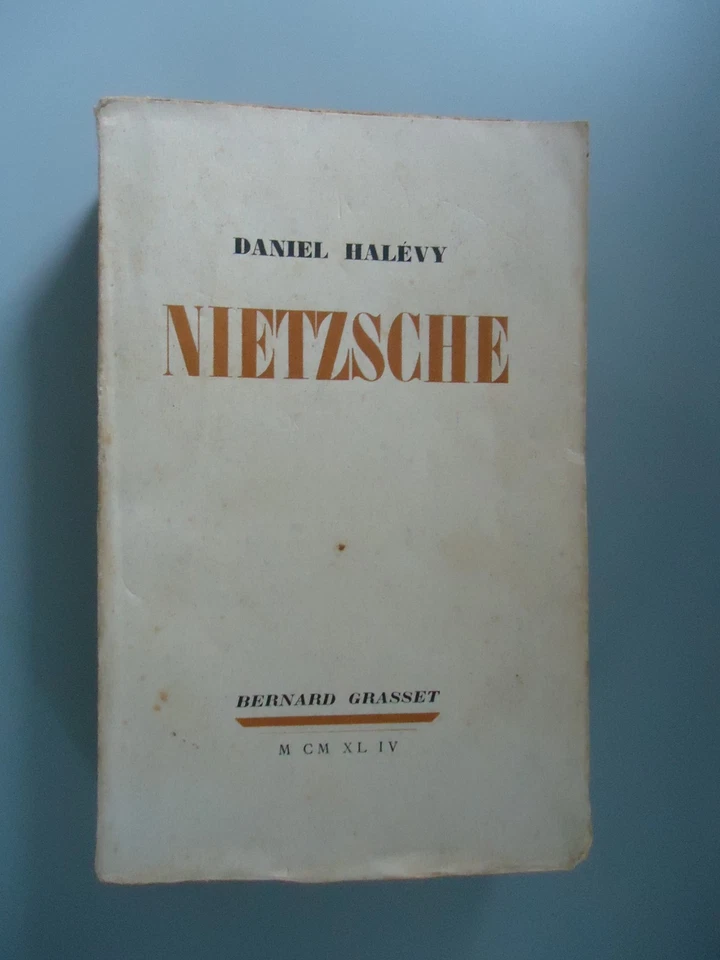 DANIEL HALÉVY
NIETZSCHE
BERNARD GRASSET
M CM XL IV